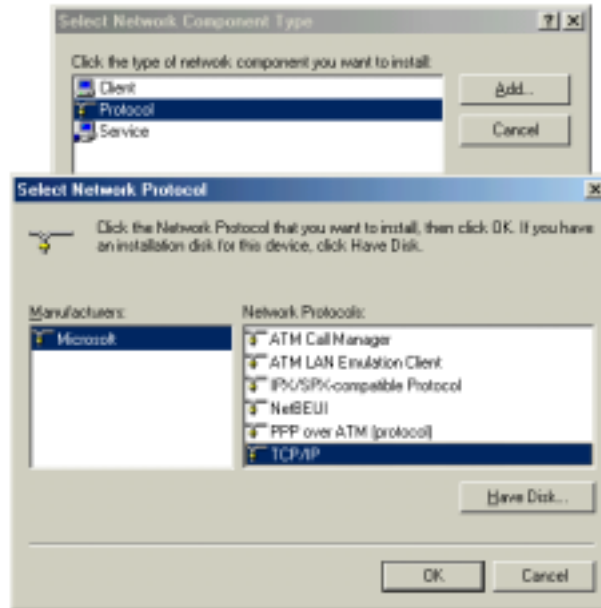 Select Network Component Type
Click the type of network component you want to install:
Client
Add...
Protocol
Service
Cancel
Select Network Protocol
Click the Network Protocol that you want to install, then click OK. If you have
an installation disk for this device, click Have Disk.
Manufacturers:
Network Protocols:
Microsoft
ATM Call Manager
ATM LAN Emulation Client
IPX/SPX-compatible Protocol
NetBEUI
PPP over ATM (protocol)
TCP/IP
Have Disk...
OK
Cancel